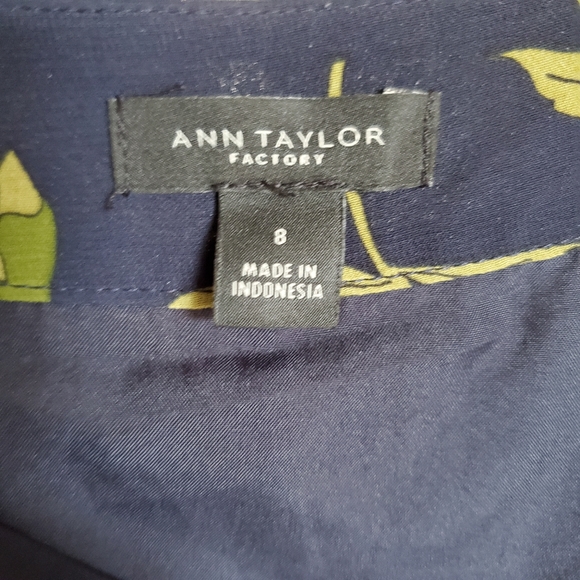 ANN TAYLOR
FACTORY
8
MADE IN
INDONESIA